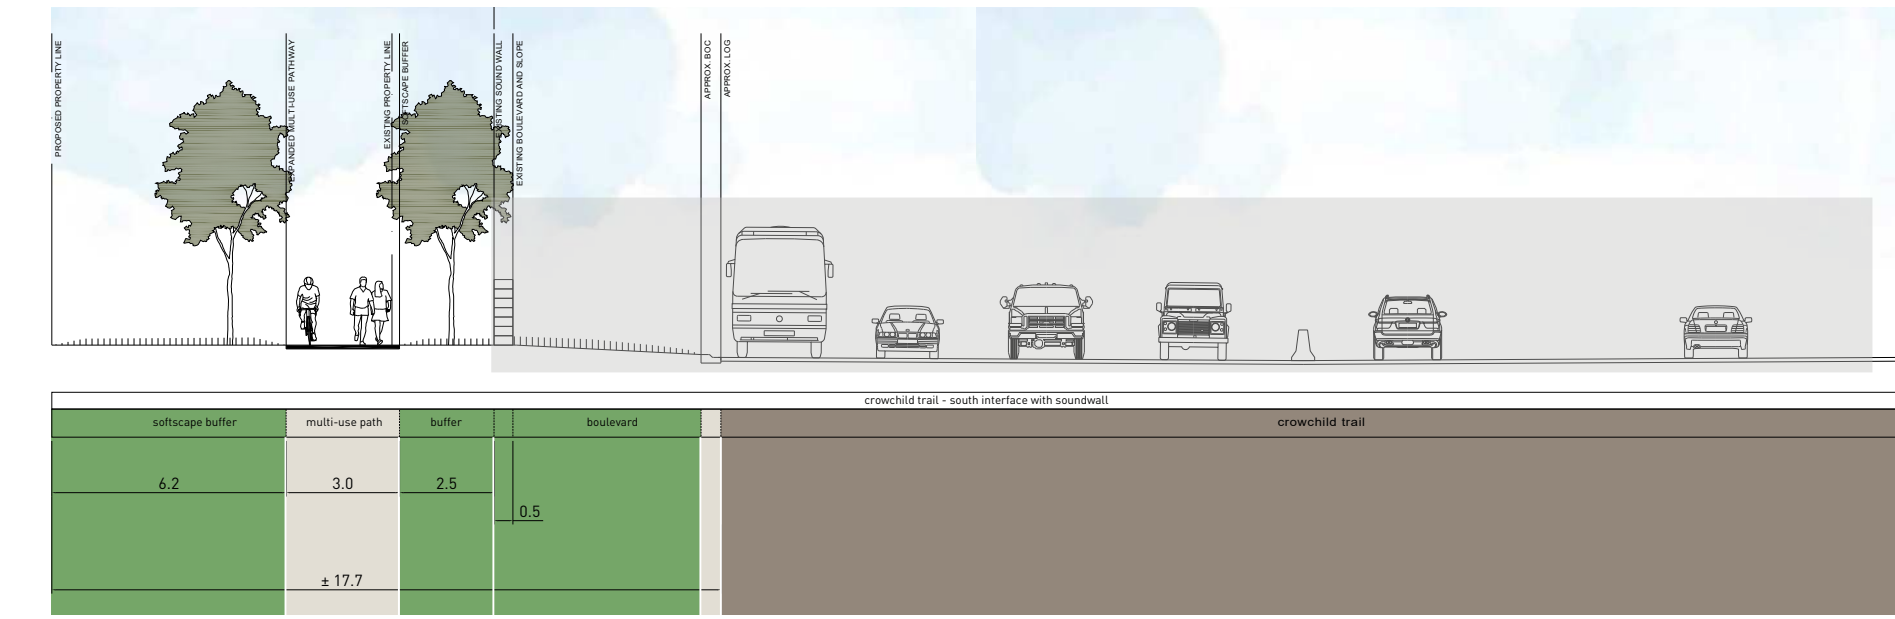 PROPOSED PROPERTY LINE
EXPANDED MULTI-USE PATHWAY
EXISTING PROPERTY LINE
SOFTSCAPE BUFFER
EXISTING SOUND WALL
EXISTING BOULEVARD AND SLOPE
APPROX. BOC
APPROX. LOG
crowchild trail - south interface with soundwall
softscape buffer
multi-use path
buffer
boulevard
crowchild trail
6.2
3.0
2.5
0.5
± 17.7